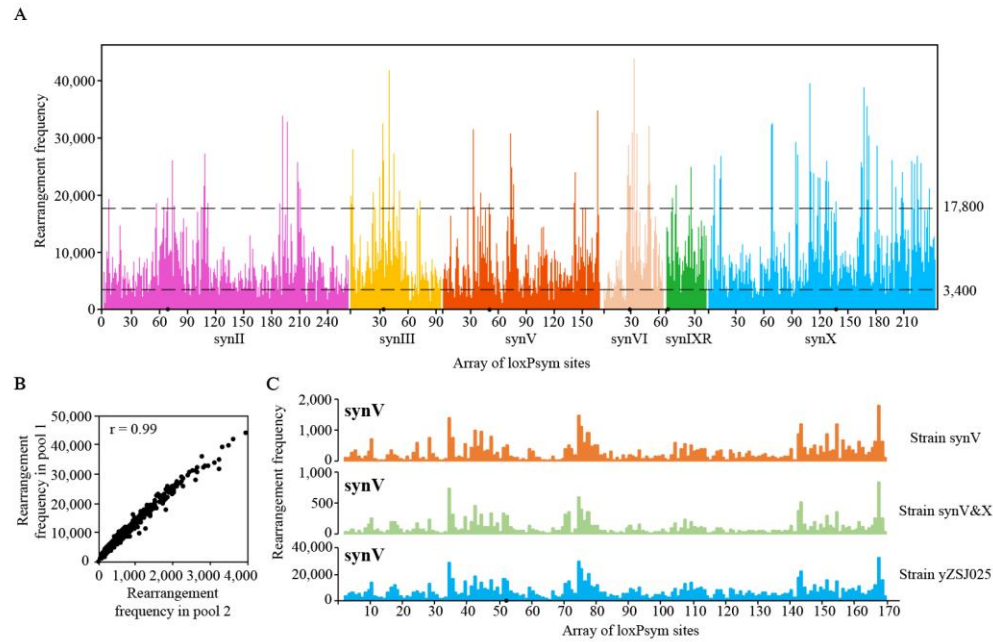 A
Rearrangement frequency
40,000
30,000
20,000
10,000
0
17,800
3,400
0 30 60 90 120 150 180 210 240 30 60 90 30 60 90 120 150 30 60 30 30 60 90 120 150 180 210
synII synIII synV synVI synIXR synX
Array of loxPsym sites
B
Rearrangement
frequency in pool 1
50,000
40,000
30,000
20,000
10,000
0
r = 0.99
0 1,000 2,000 3,000 4,000
Rearrangement
frequency in pool 2
C
Rearrangement frequency
2,000
1,000
0
synV
Strain synV
1,000
500
0
synV
Strain synV&X
40,000
20,000
0
synV
Strain yZSJ025
10 20 30 40 50 60 70 80 90 100 110 120 130 140 150 160 170
Array of loxPsym sites